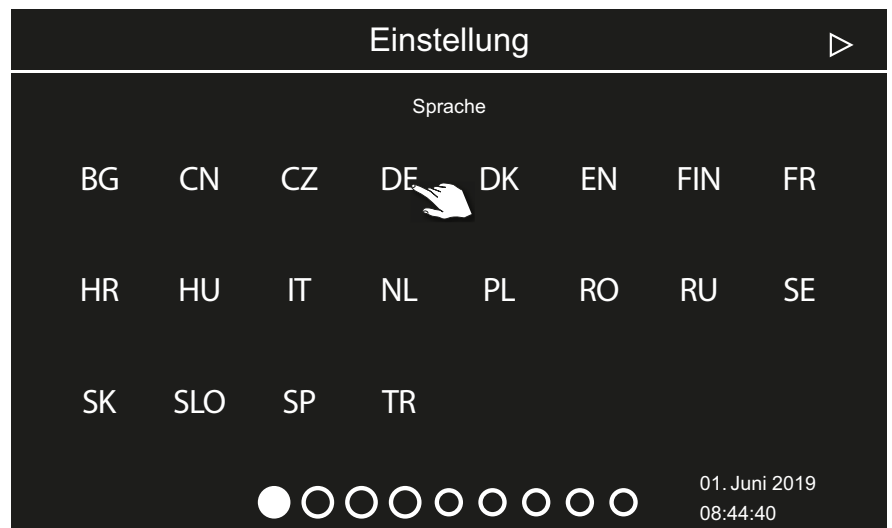 Einstellung
Sprache
BG CN CZ DE DK EN FIN FR
HR HU IT NL PL RO RU SE
SK SLO SP TR
01. Juni 2019
08:44:40